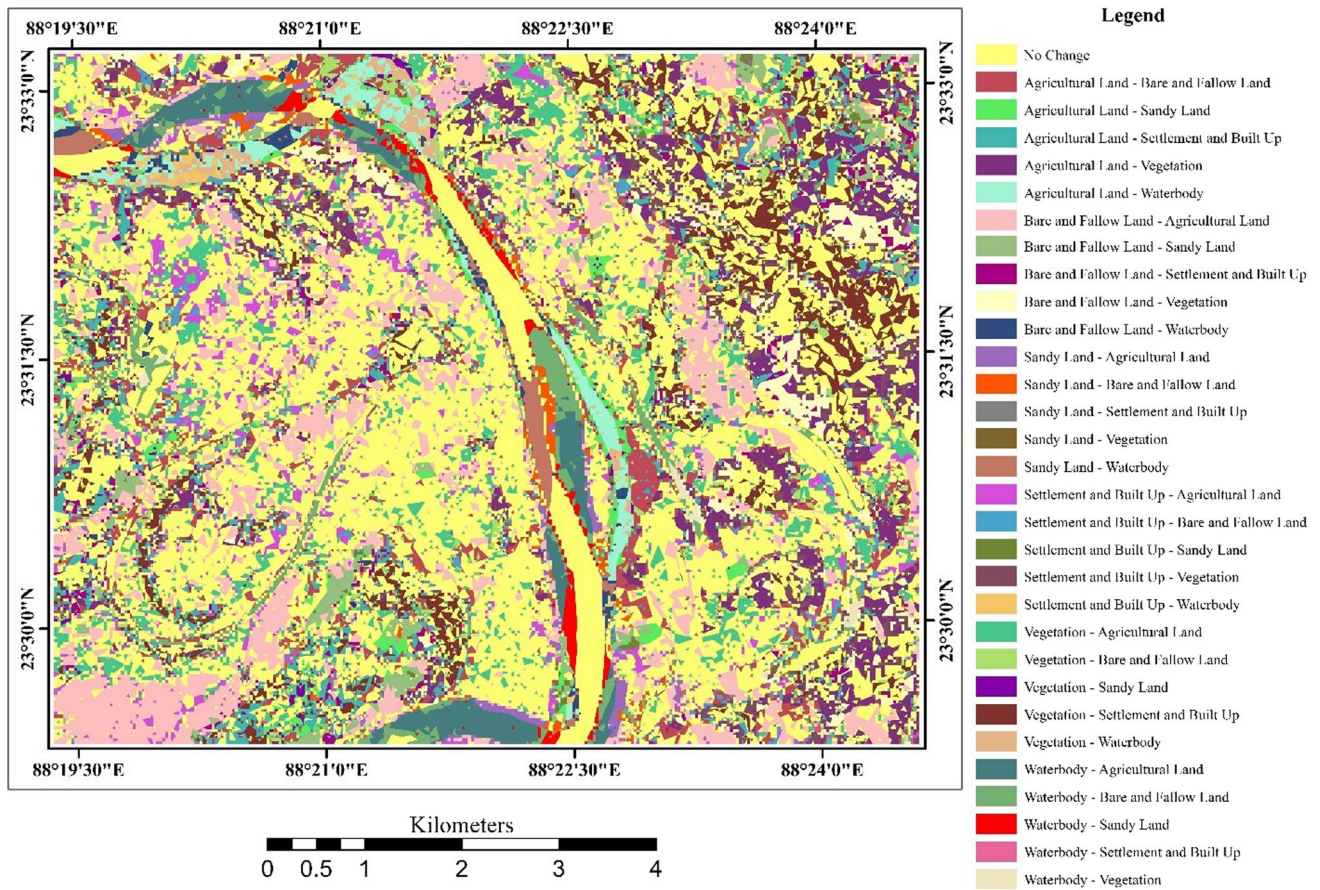 Legend
88°19'30"E 88°21'0"E 88°22'30"E 88°24'0"E
23°33'0"N 23°33'0"N
23°31'30"N 23°31'30"N
23°30'0"N 23°30'0"N
88°19'30"E 88°21'0"E 88°22'30"E 88°24'0"E
No Change
Agricultural Land - Bare and Fallow Land
Agricultural Land - Sandy Land
Agricultural Land - Settlement and Built Up
Agricultural Land - Vegetation
Agricultural Land - Waterbody
Bare and Fallow Land - Agricultural Land
Bare and Fallow Land - Sandy Land
Bare and Fallow Land - Settlement and Built Up
Bare and Fallow Land - Vegetation
Bare and Fallow Land - Waterbody
Sandy Land - Agricultural Land
Sandy Land - Bare and Fallow Land
Sandy Land - Settlement and Built Up
Sandy Land - Vegetation
Sandy Land - Waterbody
Settlement and Built Up - Agricultural Land
Settlement and Built Up - Bare and Fallow Land
Settlement and Built Up - Sandy Land
Settlement and Built Up - Vegetation
Settlement and Built Up - Waterbody
Vegetation - Agricultural Land
Vegetation - Bare and Fallow Land
Vegetation - Sandy Land
Vegetation - Settlement and Built Up
Vegetation - Waterbody
Waterbody - Agricultural Land
Waterbody - Bare and Fallow Land
Waterbody - Sandy Land
Waterbody - Settlement and Built Up
Waterbody - Vegetation
Kilometers
0 0.5 1 2 3 4